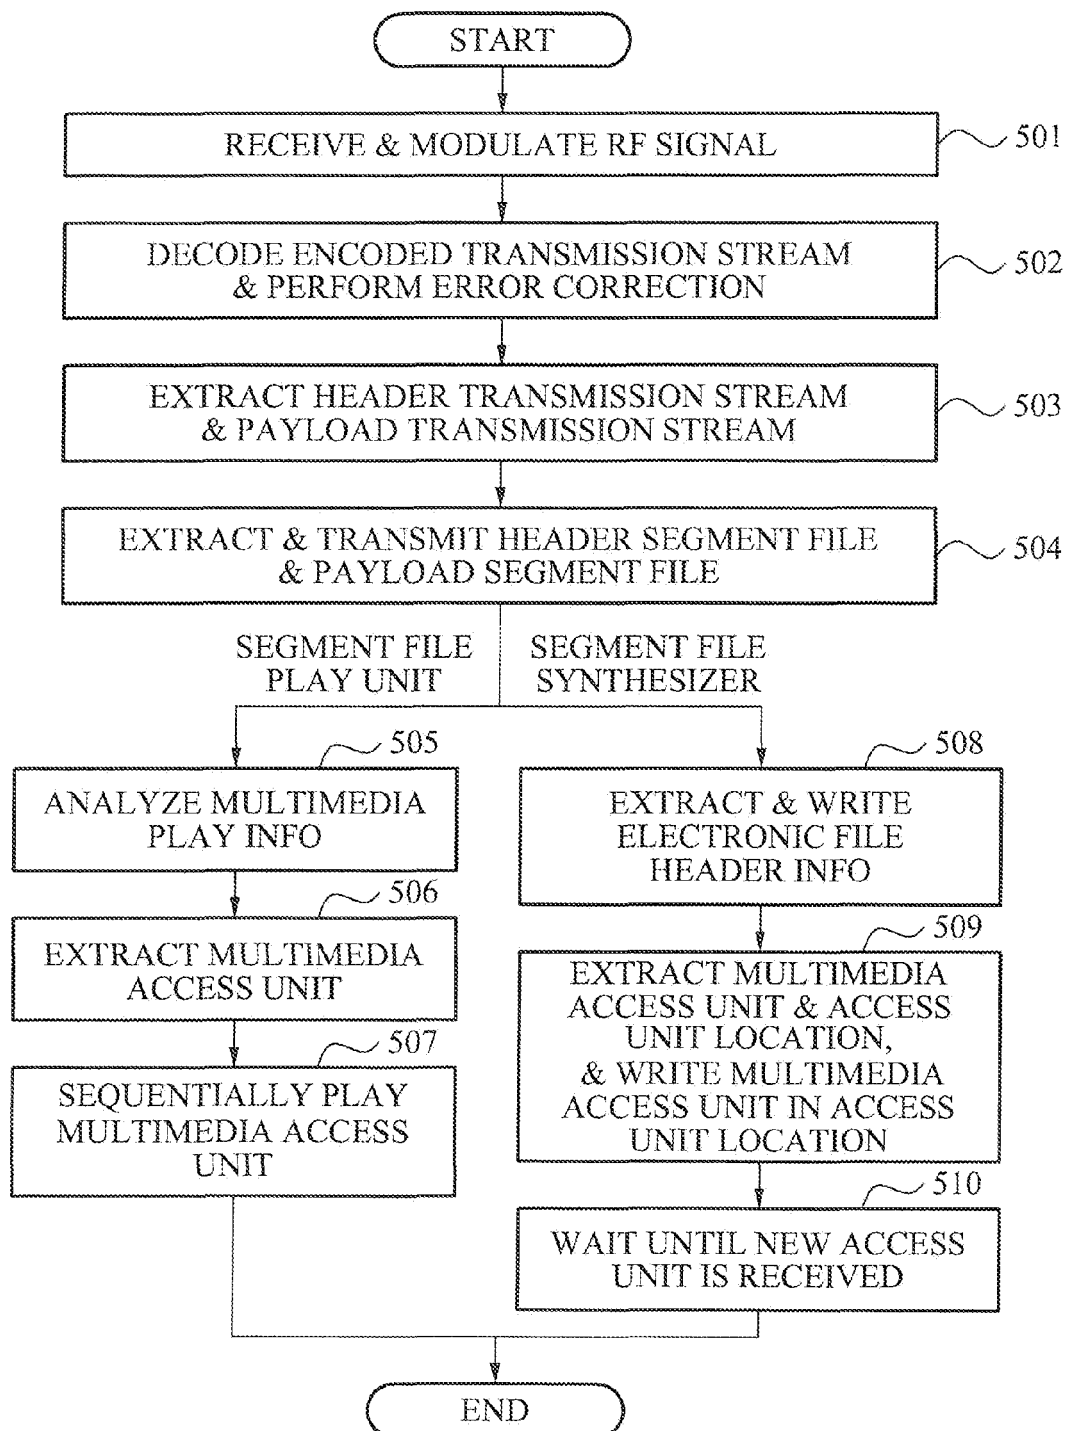 START
RECEIVE & MODULATE RF SIGNAL
501
DECODE ENCODED TRANSMISSION STREAM
& PERFORM ERROR CORRECTION
502
EXTRACT HEADER TRANSMISSION STREAM
& PAYLOAD TRANSMISSION STREAM
503
EXTRACT & TRANSMIT HEADER SEGMENT FILE
& PAYLOAD SEGMENT FILE
504
SEGMENT FILE
PLAY UNIT
SEGMENT FILE
SYNTHESIZER
505
ANALYZE MULTIMEDIA
PLAY INFO
506
EXTRACT MULTIMEDIA
ACCESS UNIT
507
SEQUENTIALLY PLAY
MULTIMEDIA ACCESS
UNIT
508
EXTRACT & WRITE
ELECTRONIC FILE
HEADER INFO
509
EXTRACT MULTIMEDIA
ACCESS UNIT & ACCESS
UNIT LOCATION,
& WRITE MULTIMEDIA
ACCESS UNIT IN ACCESS
UNIT LOCATION
510
WAIT UNTIL NEW ACCESS
UNIT IS RECEIVED
END